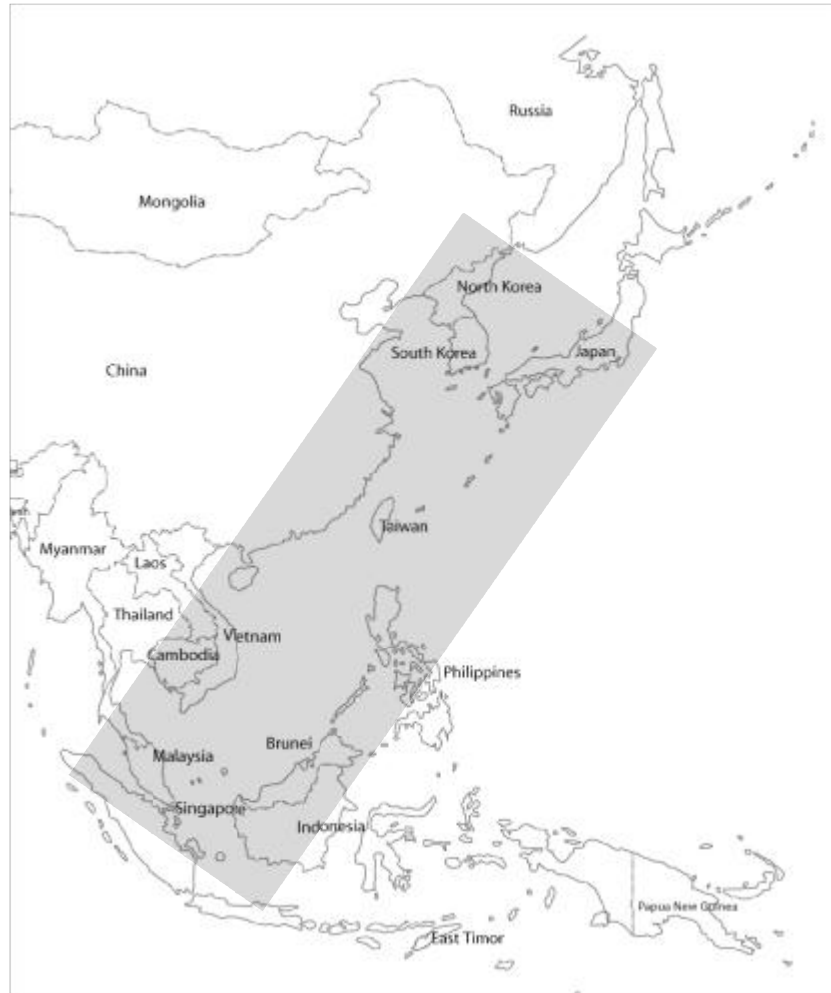 Russia
Mongolia
North Korea
South Korea
Japan
China
Taiwan
Myanmar
Laos
Thailand
Vietnam
Cambodia
Philippines
Brunei
Malaysia
Singapore
Indonesia
Papua New Guinea
East Timor